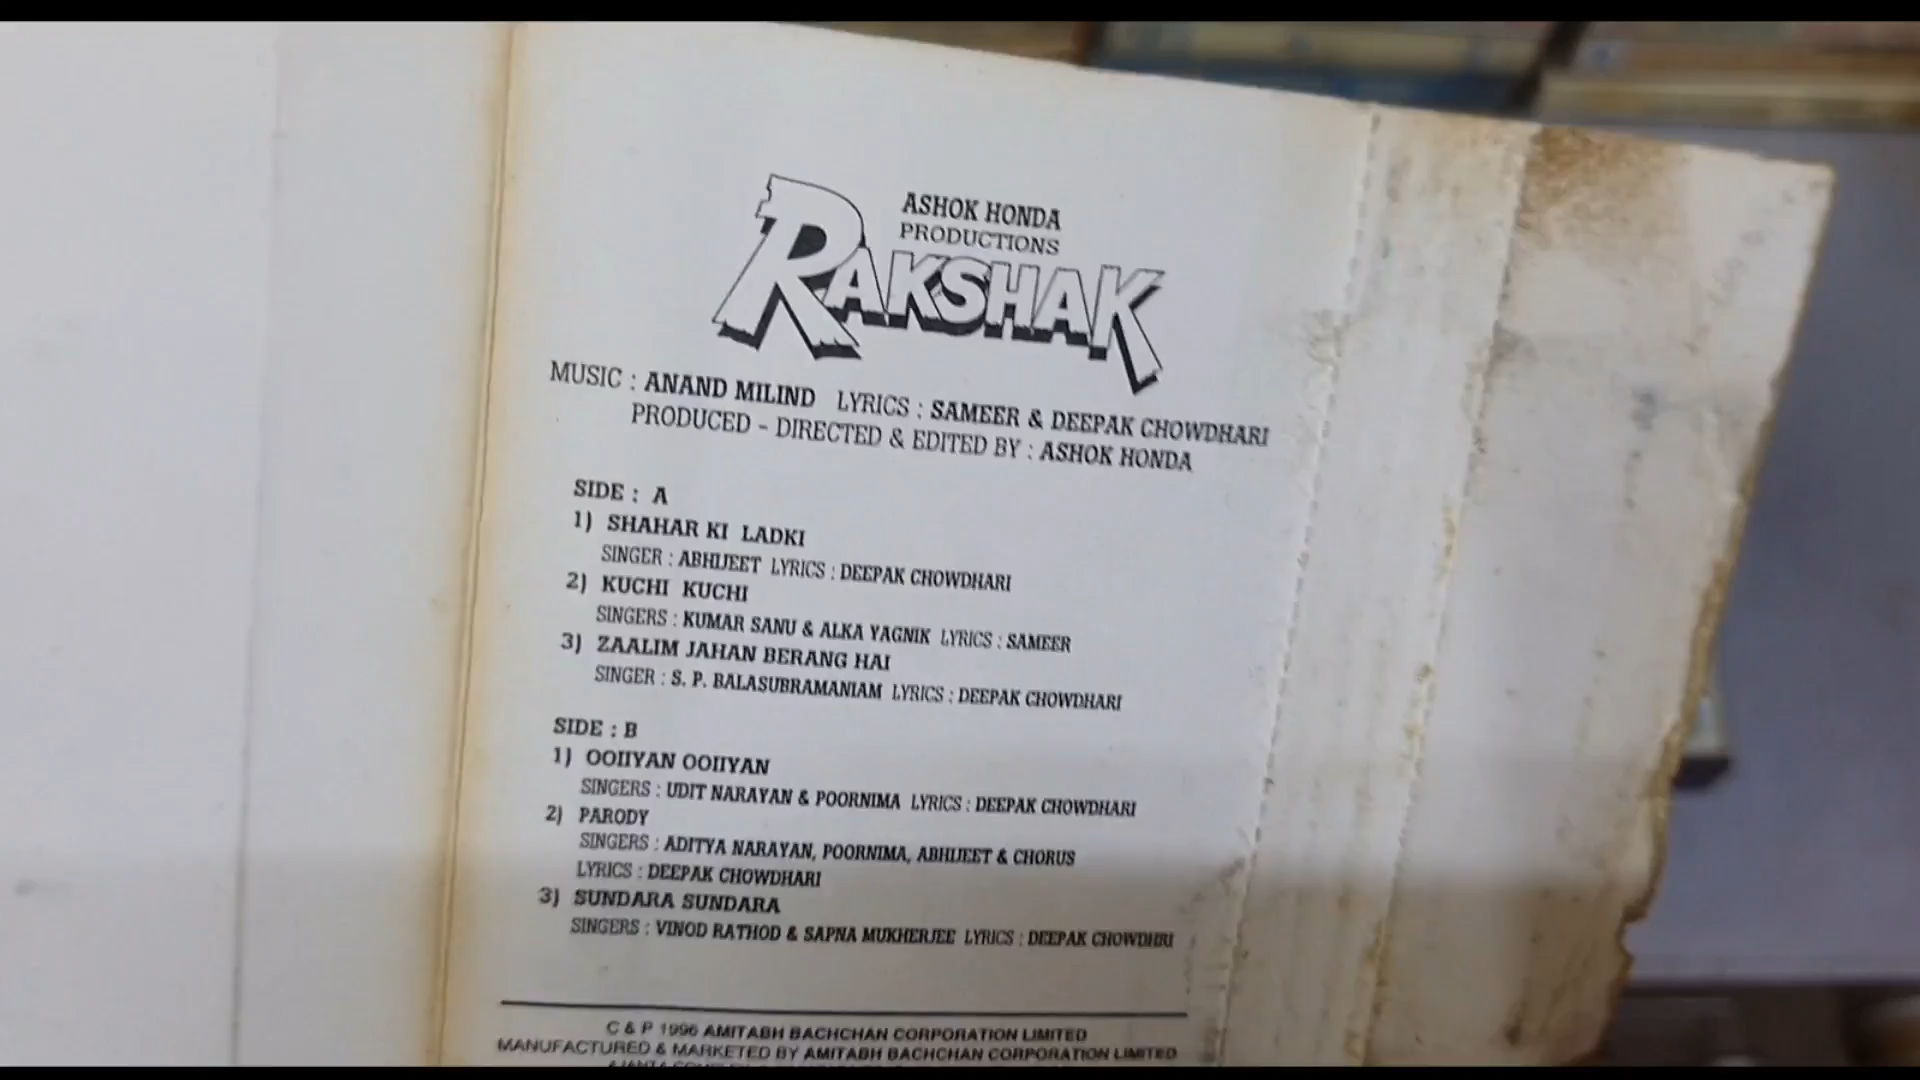 ASHOK HONDA
PRODUCTIONS
RAKSHAK
MUSIC : ANAND MILIND LYRICS : SAMEER & DEEPAK CHOWDHARI
PRODUCED - DIRECTED & EDITED BY : ASHOK HONDA
SIDE : A
1) SHAHAR KI LADKI
SINGER : ABHIJEET LYRICS : DEEPAK CHOWDHARI
2) KUCHI KUCHI
SINGERS : KUMAR SANU & ALKA YAGNIK LYRICS : SAMEER
3) ZAALIM JAHAN BERANG HAI
SINGER : S. P. BALASUBRAMANIAM LYRICS : DEEPAK CHOWDHARI
SIDE : B
1) OOIIYAN OOIIYAN
SINGERS : UDIT NARAYAN & POORNIMA LYRICS : DEEPAK CHOWDHARI
2) PARODY
SINGERS : ADITYA NARAYAN, POORNIMA, ABHIJEET & CHORUS
LYRICS : DEEPAK CHOWDHARI
3) SUNDARA SUNDARA
SINGERS : VINOD RATHOD & SAPNA MUKHERJEE LYRICS : DEEPAK CHOWDHRI
C & P 1996 AMITABH BACHCHAN CORPORATION LIMITED
MANUFACTURED & MARKETED BY AMITABH BACHCHAN CORPORATION LIMITED